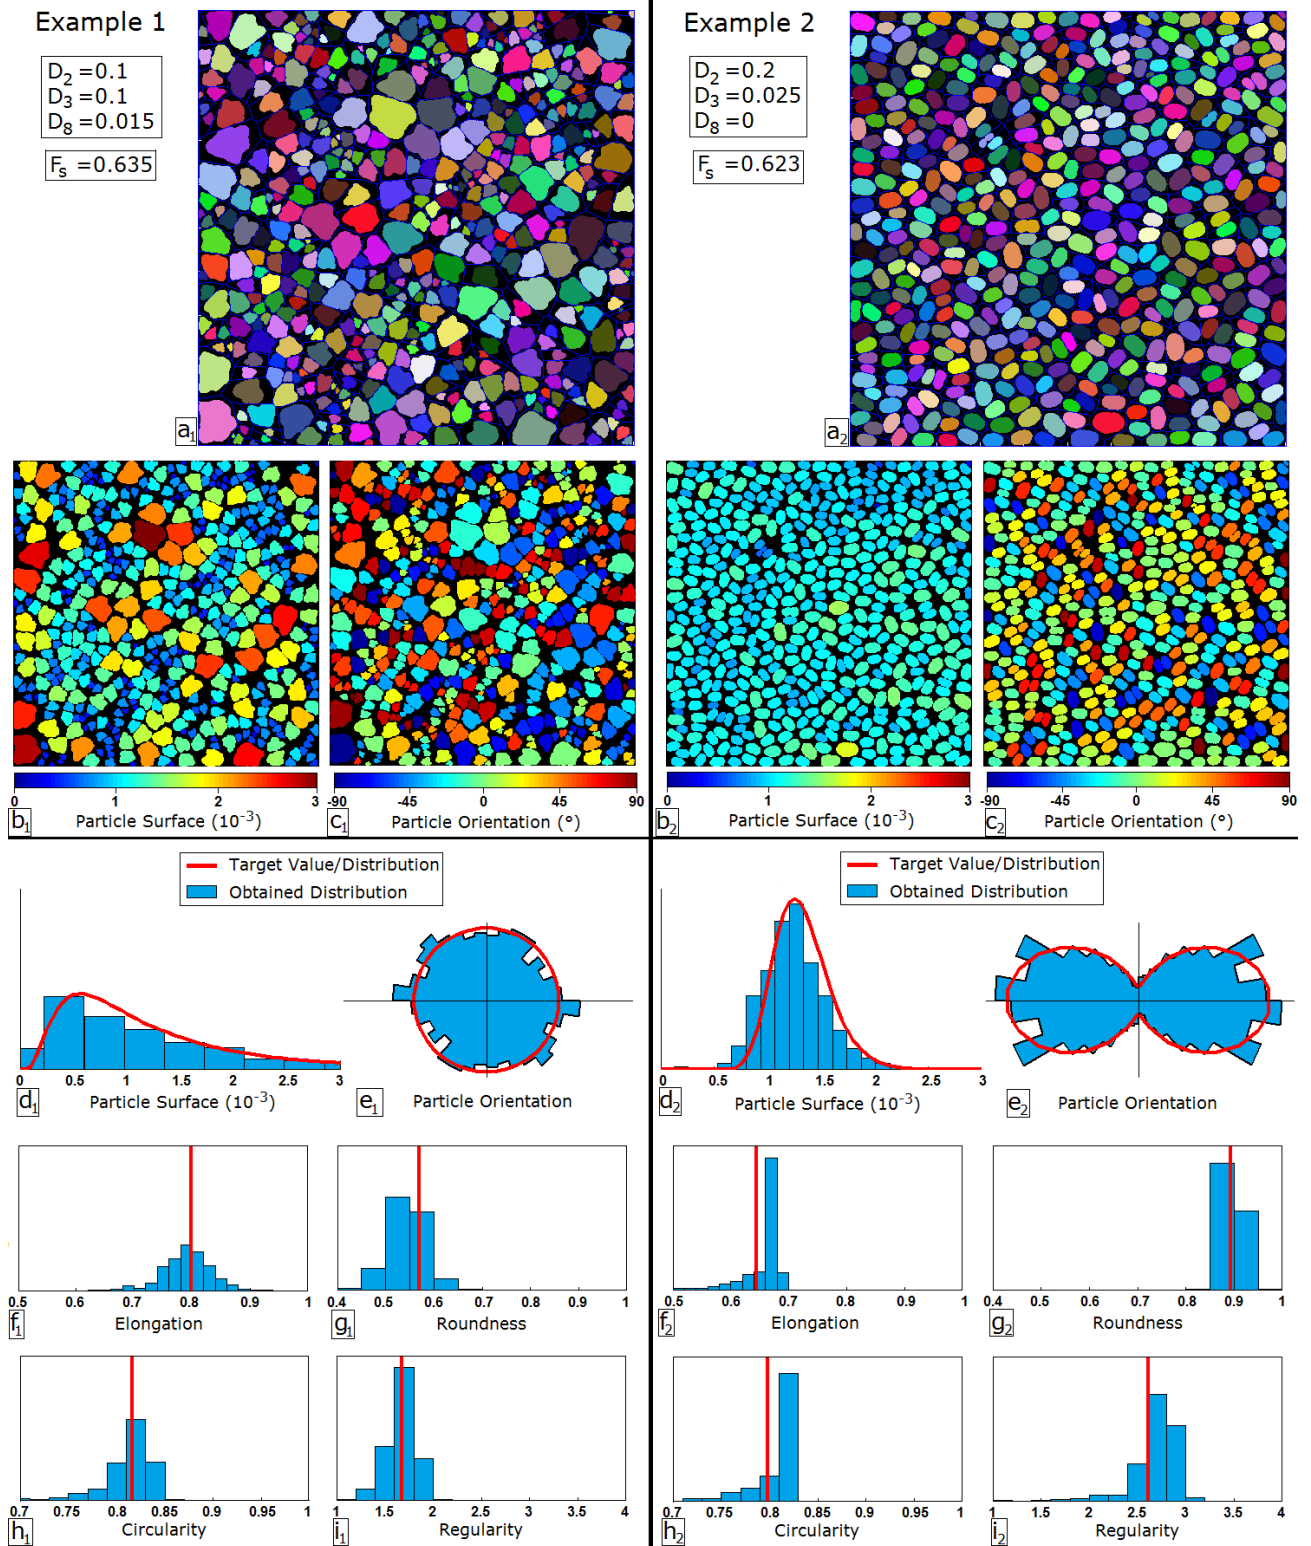 Example 1
D2 =0.1
D3 =0.1
D8 =0.015
Fs =0.635
a1
Example 2
D2 =0.2
D3 =0.025
D8 =0
Fs =0.623
a2
0 1 2 3
b1 Particle Surface (10-3)
-90 -45 0 45 90
c1 Particle Orientation (°)
0 1 2 3
b2 Particle Surface (10-3)
-90 -45 0 45 90
c2 Particle Orientation (°)
Target Value/Distribution
Obtained Distribution
0 0.5 1 1.5 2 2.5 3
d1 Particle Surface (10-3)
e1 Particle Orientation
Target Value/Distribution
Obtained Distribution
0 0.5 1 1.5 2 2.5 3
d2 Particle Surface (10-3)
e2 Particle Orientation
0.5 0.6 0.7 0.8 0.9 1
f1 Elongation
0.4 0.5 0.6 0.7 0.8 0.9 1
g1 Roundness
0.5 0.6 0.7 0.8 0.9 1
f2 Elongation
0.4 0.5 0.6 0.7 0.8 0.9 1
g2 Roundness
0.7 0.75 0.8 0.85 0.9 0.95 1
h1 Circularity
1 1.5 2 2.5 3 3.5 4
i1 Regularity
0.7 0.75 0.8 0.85 0.9 0.95 1
h2 Circularity
1 1.5 2 2.5 3 3.5 4
i2 Regularity